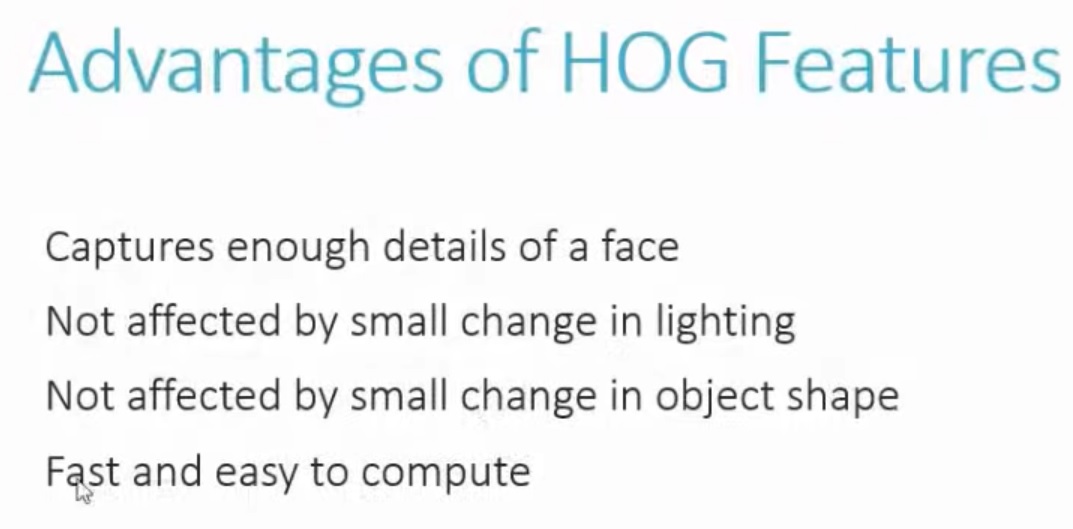 Advantages of HOG Features
Captures enough details of a face
Not affected by small change in lighting
Not affected by small change in object shape
Fast and easy to compute